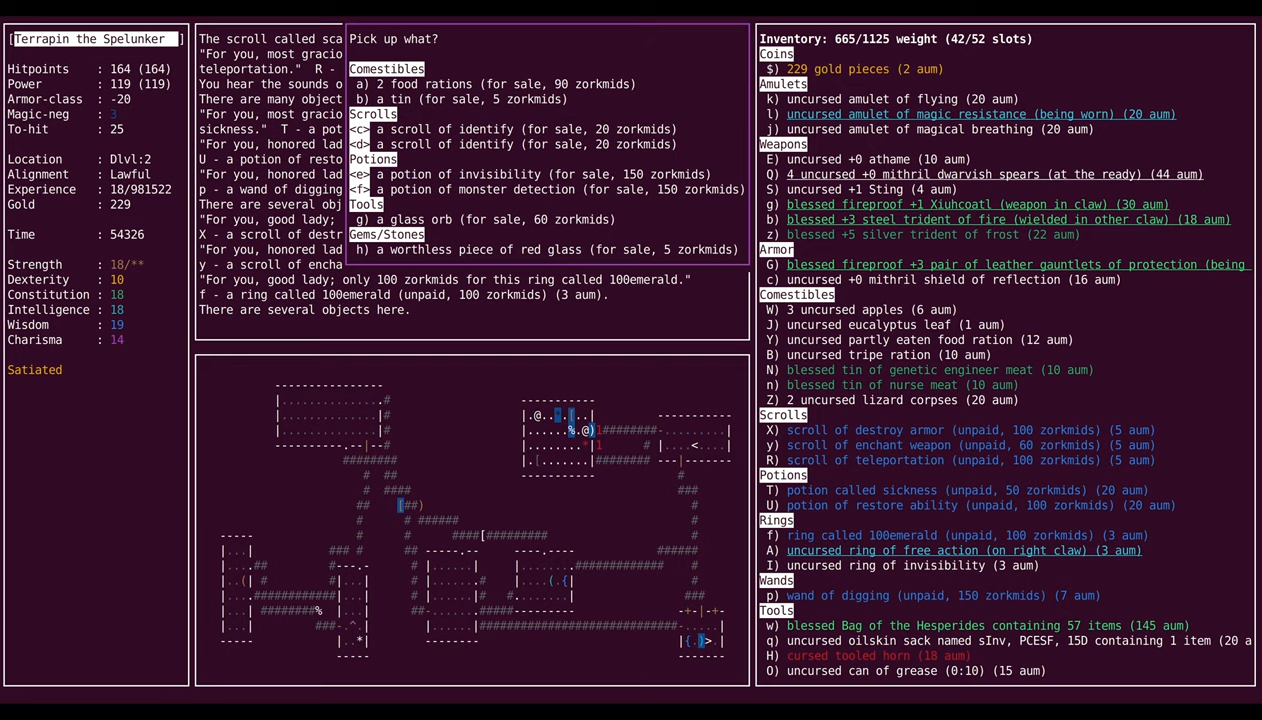 [Terrapin the Spelunker ]
Hitpoints : 164 (164)
Power : 119 (119)
Armor-class : -20
Magic-neg : 3
To-hit : 25
Location : Dlvl:2
Alignment : Lawful
Experience : 18/981522
Gold : 229
Time : 54326
Strength : 18/**
Dexterity : 10
Constitution : 18
Intelligence : 18
Wisdom : 19
Charisma : 14
Satiated
The scroll called sca
"For you, most gracio
teleportation." R -
You hear the sounds o
There are many object
"For you, most gracio
sickness." T - a pot
"For you, honored lad
U - a potion of resto
"For you, honored lad
p - a wand of digging
There are several obj
"For you, good lady;
X - a scroll of destr
"For you, honored lad
y - a scroll of encha
"For you, good lady; only 100 zorkmids for this ring called 100emerald."
f - a ring called 100emerald (unpaid, 100 zorkmids) (3 aum).
There are several objects here.
Pick up what?
Comestibles
a) 2 food rations (for sale, 90 zorkmids)
b) a tin (for sale, 5 zorkmids)
Scrolls
<c> a scroll of identify (for sale, 20 zorkmids)
<d> a scroll of identify (for sale, 20 zorkmids)
Potions
<e> a potion of invisibility (for sale, 150 zorkmids)
<f> a potion of monster detection (for sale, 150 zorkmids)
Tools
g) a glass orb (for sale, 60 zorkmids)
Gems/Stones
h) a worthless piece of red glass (for sale, 5 zorkmids)
Inventory: 665/1125 weight (42/52 slots)
Coins
$) 229 gold pieces (2 aum)
Amulets
k) uncursed amulet of flying (20 aum)
l) uncursed amulet of magic resistance (being worn) (20 aum)
j) uncursed amulet of magical breathing (20 aum)
Weapons
E) uncursed +0 athame (10 aum)
Q) 4 uncursed +0 mithril dwarvish spears (at the ready) (44 aum)
S) uncursed +1 Sting (4 aum)
g) blessed fireproof +1 Xiuhcoatl (weapon in claw) (30 aum)
b) blessed +3 steel trident of fire (wielded in other claw) (18 aum)
z) blessed +5 silver trident of frost (22 aum)
Armor
G) blessed fireproof +3 pair of leather gauntlets of protection (being
c) uncursed +0 mithril shield of reflection (16 aum)
Comestibles
W) 3 uncursed apples (6 aum)
J) uncursed eucalyptus leaf (1 aum)
Y) uncursed partly eaten food ration (12 aum)
B) uncursed tripe ration (10 aum)
N) blessed tin of genetic engineer meat (10 aum)
n) blessed tin of nurse meat (10 aum)
Z) 2 uncursed lizard corpses (20 aum)
Scrolls
X) scroll of destroy armor (unpaid, 100 zorkmids) (5 aum)
y) scroll of enchant weapon (unpaid, 60 zorkmids) (5 aum)
R) scroll of teleportation (unpaid, 100 zorkmids) (5 aum)
Potions
T) potion called sickness (unpaid, 50 zorkmids) (20 aum)
U) potion of restore ability (unpaid, 100 zorkmids) (20 aum)
Rings
f) ring called 100emerald (unpaid, 100 zorkmids) (3 aum)
A) uncursed ring of free action (on right claw) (3 aum)
I) uncursed ring of invisibility (3 aum)
Wands
p) wand of digging (unpaid, 150 zorkmids) (7 aum)
Tools
w) blessed Bag of the Hesperides containing 57 items (145 aum)
q) uncursed oilskin sack named sInv, PCESF, 15D containing 1 item (20 a
H) cursed tooled horn (18 aum)
O) uncursed can of grease (0:10) (15 aum)